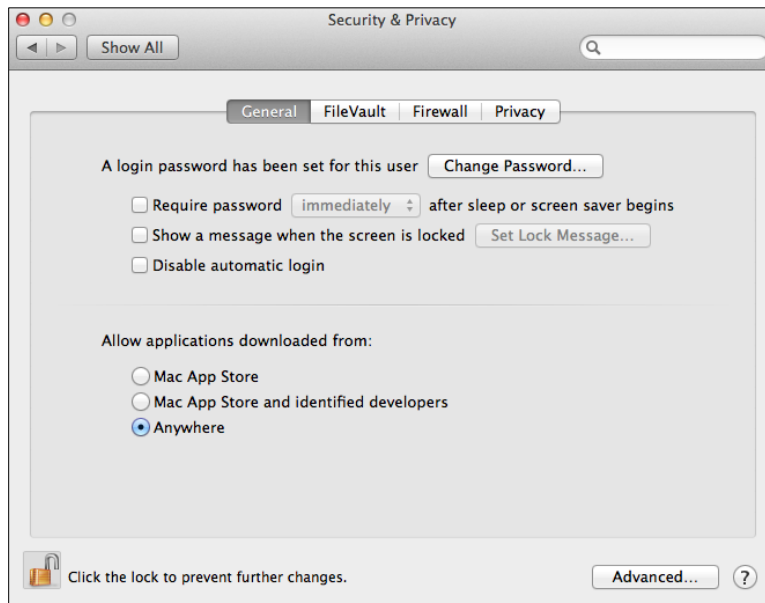 Security & Privacy
Show All
General FileVault Firewall Privacy
A login password has been set for this user Change Password...
Require password immediately after sleep or screen saver begins
Show a message when the screen is locked Set Lock Message...
Disable automatic login
Allow applications downloaded from:
Mac App Store
Mac App Store and identified developers
Anywhere
Click the lock to prevent further changes. Advanced... ?